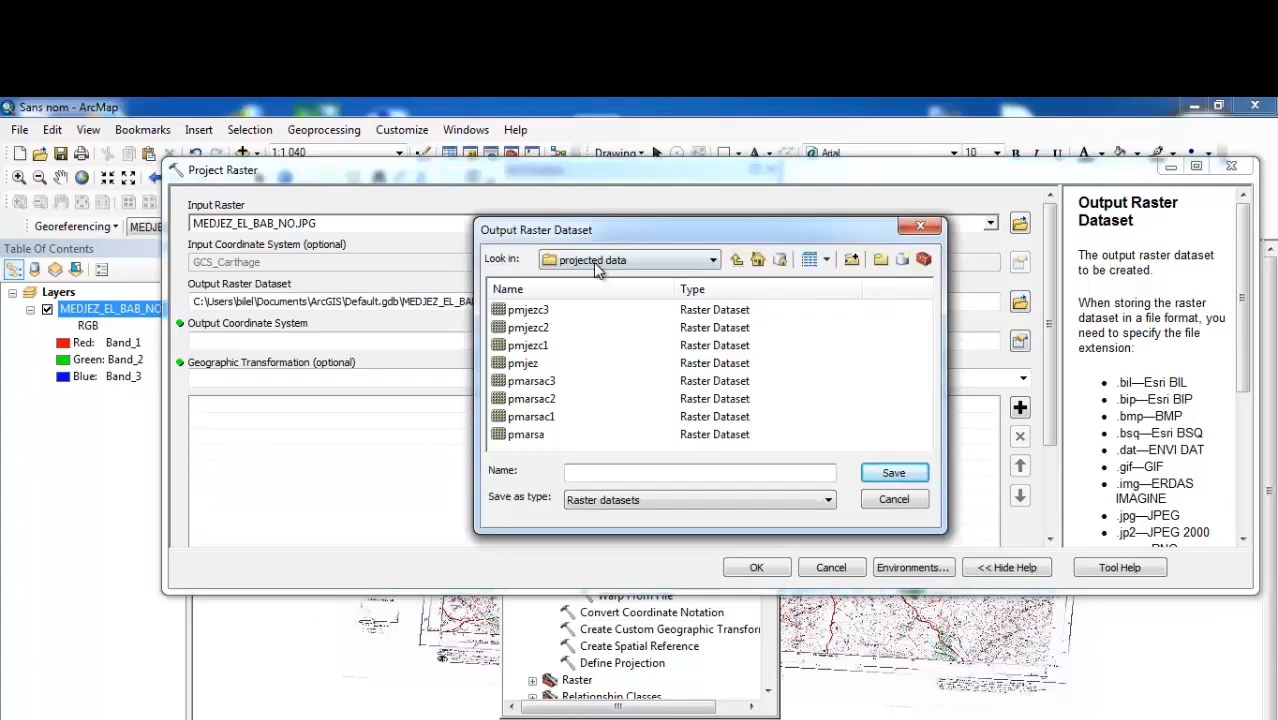 Sans nom - ArcMap
File Edit View Bookmarks Insert Selection Geoprocessing Customize Windows Help
1:1 040 Drawing Arial 10 B I U A
Project Raster
Georeferencing MEDJE
Table Of Contents
Layers
MEDJEZ_EL_BAB_NO
RGB
Red: Band_1
Green: Band_2
Blue: Band_3
Input Raster
MEDJEZ_EL_BAB_NO.JPG
Input Coordinate System (optional)
GCS_Carthage
Output Raster Dataset
C:\Users\bilel\Documents\ArcGIS\Default.gdb\MEDJEZ_EL_BA
Output Coordinate System
Geographic Transformation (optional)
Output Raster Dataset
Look in: projected data
Name Type
pmjezc3 Raster Dataset
pmjezc2 Raster Dataset
pmjezc1 Raster Dataset
pmjez Raster Dataset
pmarsac3 Raster Dataset
pmarsac2 Raster Dataset
pmarsac1 Raster Dataset
pmarsa Raster Dataset
Name: Save
Save as type: Raster datasets Cancel
Output Raster
Dataset
The output raster dataset
to be created.
When storing the raster
dataset in a file format, you
need to specify the file
extension:
• .bil—Esri BIL
• .bip—Esri BIP
• .bmp—BMP
• .bsq—Esri BSQ
• .dat—ENVI DAT
• .gif—GIF
• .img—ERDAS
IMAGINE
• .jpg—JPEG
• .jp2—JPEG 2000
OK Cancel Environments... << Hide Help Tool Help
Warp From File
Convert Coordinate Notation
Create Custom Geographic Transfor
Create Spatial Reference
Define Projection
Raster
Relationship Classes